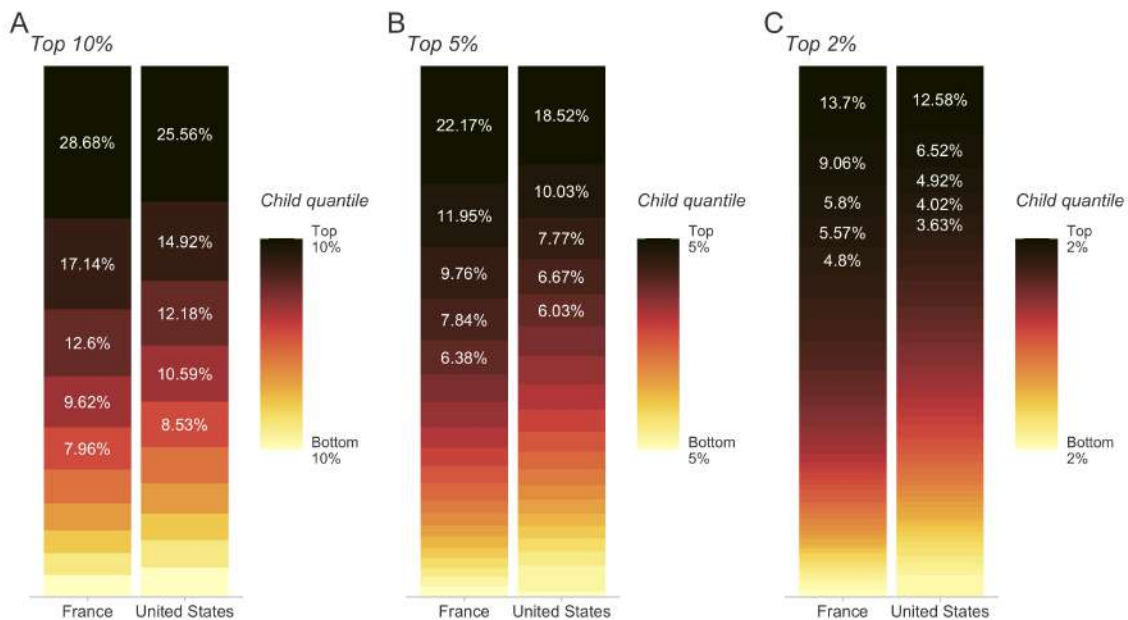 A
Top 10%
28.68%
17.14%
12.6%
9.62%
7.96%
25.56%
14.92%
12.18%
10.59%
8.53%
France
United States
Child quantile
Top
10%
Bottom
10%
B
Top 5%
22.17%
11.95%
9.76%
7.84%
6.38%
18.52%
10.03%
7.77%
6.67%
6.03%
France
United States
Child quantile
Top
5%
Bottom
5%
C
Top 2%
13.7%
9.06%
5.8%
5.57%
4.8%
12.58%
6.52%
4.92%
4.02%
3.63%
France
United States
Child quantile
Top
2%
Bottom
2%